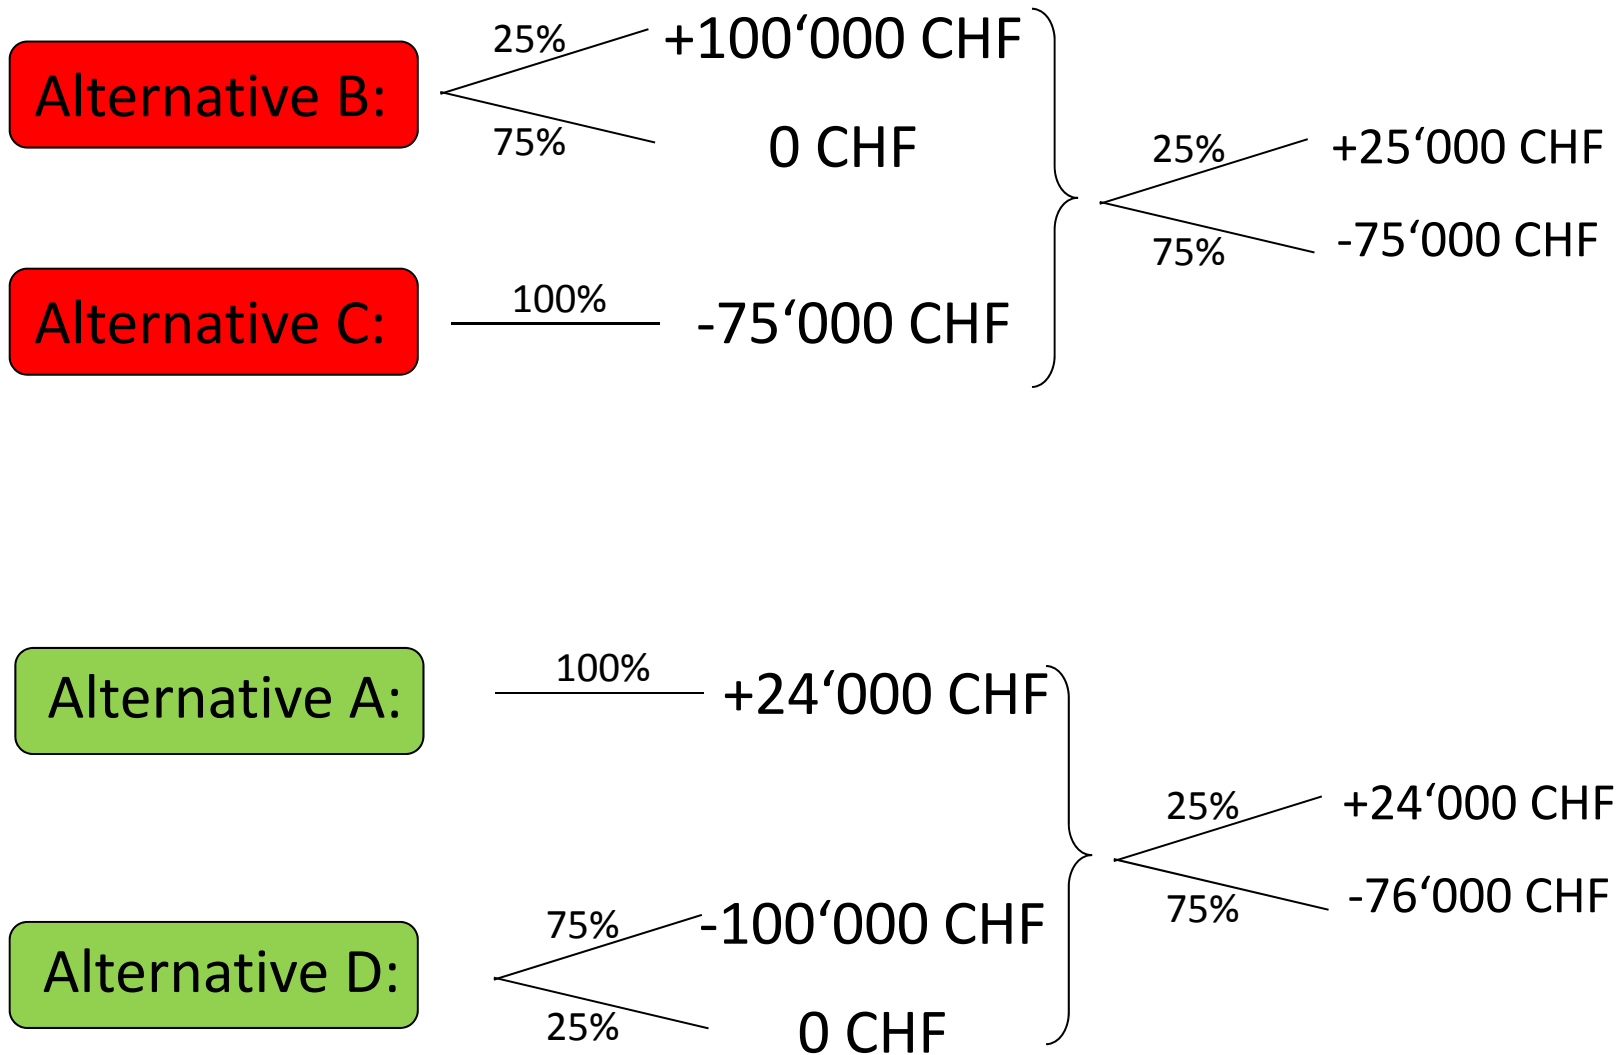 25% +100‘000 CHF
Alternative B:
75% 0 CHF
25% +25‘000 CHF
75% -75‘000 CHF
Alternative C: 100% -75‘000 CHF
Alternative A: 100% +24‘000 CHF
25% +24‘000 CHF
75% -76‘000 CHF
75% -100‘000 CHF
Alternative D:
25% 0 CHF